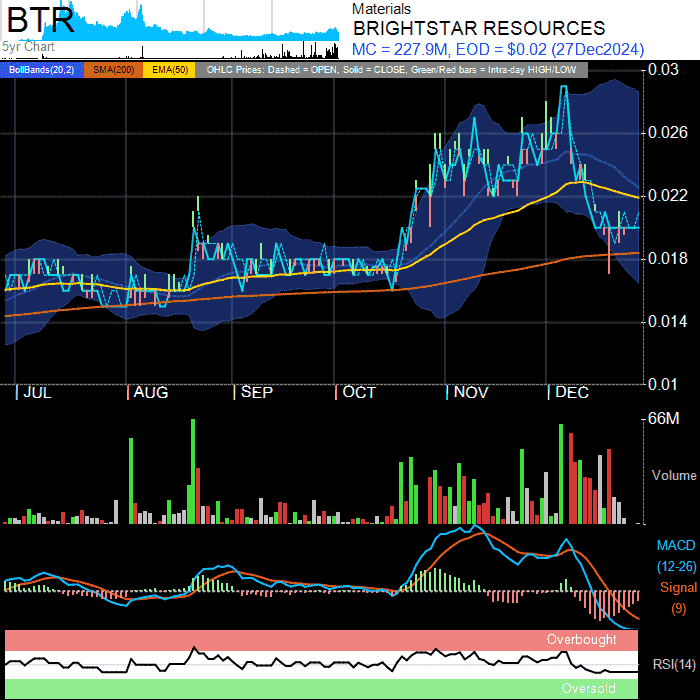 BTR
5yr Chart
Materials
BRIGHTSTAR RESOURCES
MC = 227.9M, EOD = $0.02 (27Dec2024)
BollBands(20,2) SMA(200) EMA(50) OHLC Prices: Dashed = OPEN, Solid = CLOSE, Green/Red bars = Intra-day HIGH/LOW
0.03
0.026
0.022
0.018
0.014
0.01
JUL AUG SEP OCT NOV DEC
66M
Volume
MACD
(12-26)
Signal
(9)
Overbought
RSI(14)
Oversold